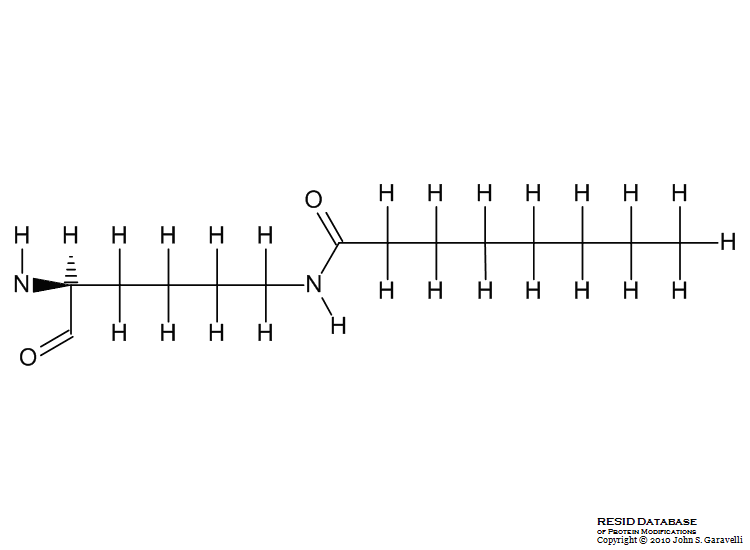 O H H H H H H H
H H H H H H H
N N H H H H H H H
H H H H H
O
RESID Database
of Protein Modifications
Copyright © 2010 John S. Garavelli